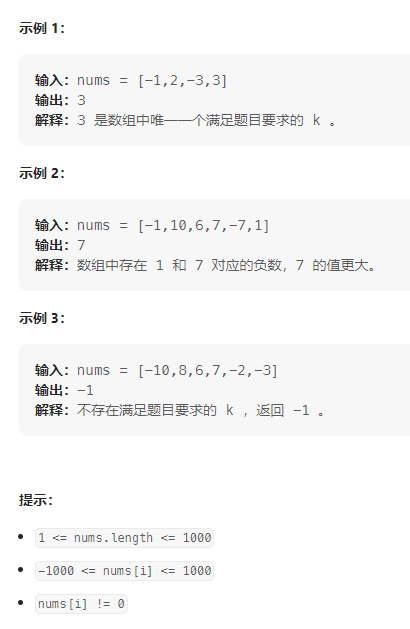 示例 1：
输入：nums = [-1,2,-3,3]
输出：3
解释：3 是数组中唯一一个满足题目要求的 k 。
示例 2：
输入：nums = [-1,10,6,7,-7,1]
输出：7
解释：数组中存在 1 和 7 对应的负数，7 的值更大。
示例 3：
输入：nums = [-10,8,6,7,-2,-3]
输出：-1
解释：不存在满足题目要求的 k ，返回 -1 。
提示：
1 <= nums.length <= 1000
-1000 <= nums[i] <= 1000
nums[i] != 0